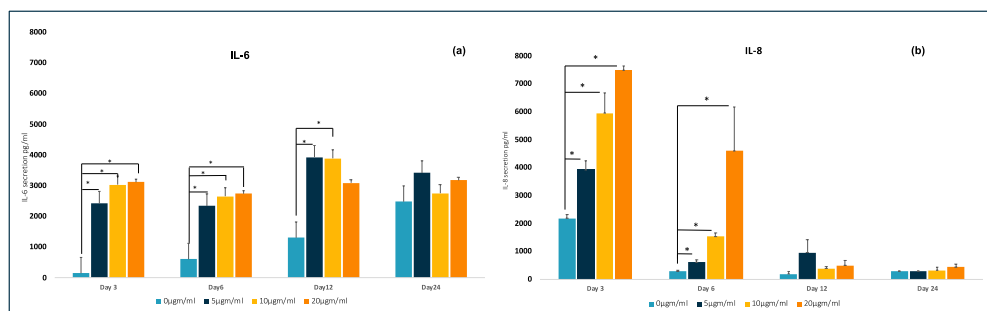 IL-6
(a)
8000
7000
6000
5000
4000
3000
2000
1000
0
IL-6 secretion pg/ml
* * *
* * *
* *
Day 3 Day6 Day12 Day24
0µgm/ml 5µgm/ml 10µgm/ml 20µgm/ml
IL-8
(b)
8000
7000
6000
5000
4000
3000
2000
1000
0
IL-8 secretion pg/ml
* * *
* * *
Day 3 Day 6 Day 12 Day 24
0µgm/ml 5µgm/ml 10µgm/ml 20µgm/ml